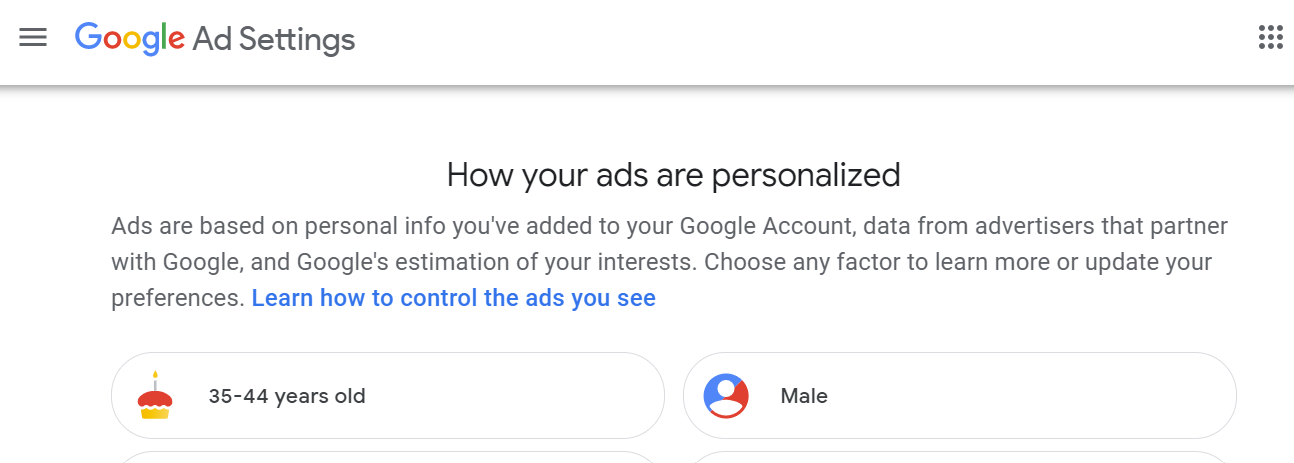 Google Ad Settings
How your ads are personalized
Ads are based on personal info you've added to your Google Account, data from advertisers that partner
with Google, and Google's estimation of your interests. Choose any factor to learn more or update your
preferences. Learn how to control the ads you see
35-44 years old
Male